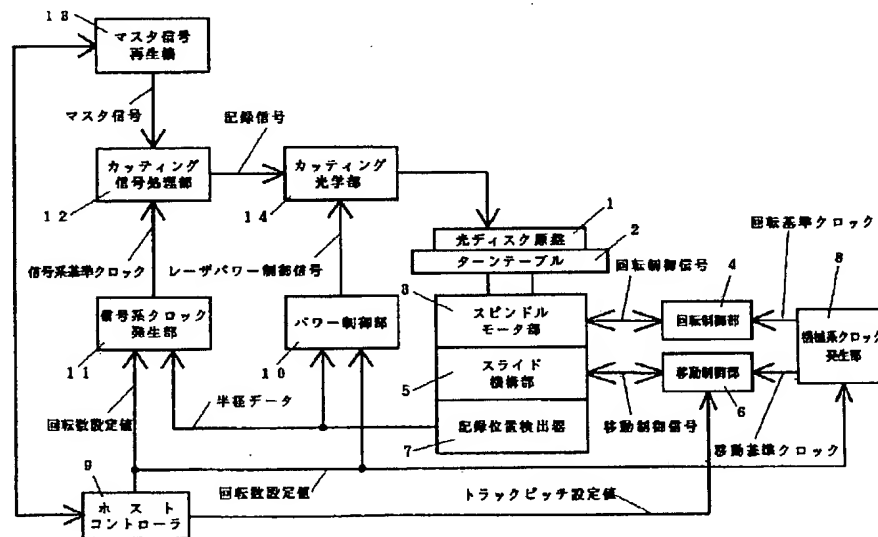 13
マスタ信号
再生機
マスタ信号
記録信号
カッティング
信号処理部
12
カッティング
光学部
14
1
光ディスク原盤
2
ターンテーブル
回転基準クロック
信号系基準クロック
レーザパワー制御信号
回転制御信号
4
8
3
スピンドル
モータ部
回転制御部
機械系クロック
発生部
信号系クロック
発生部
11
パワー制御部
10
5
スライド
機構部
移動制御部
6
半径データ
回転数設定値
7
記録位置検出器
移動制御信号
移動基準クロック
9
ホスト
コントローラ
回転数設定値
トラックピッチ設定値